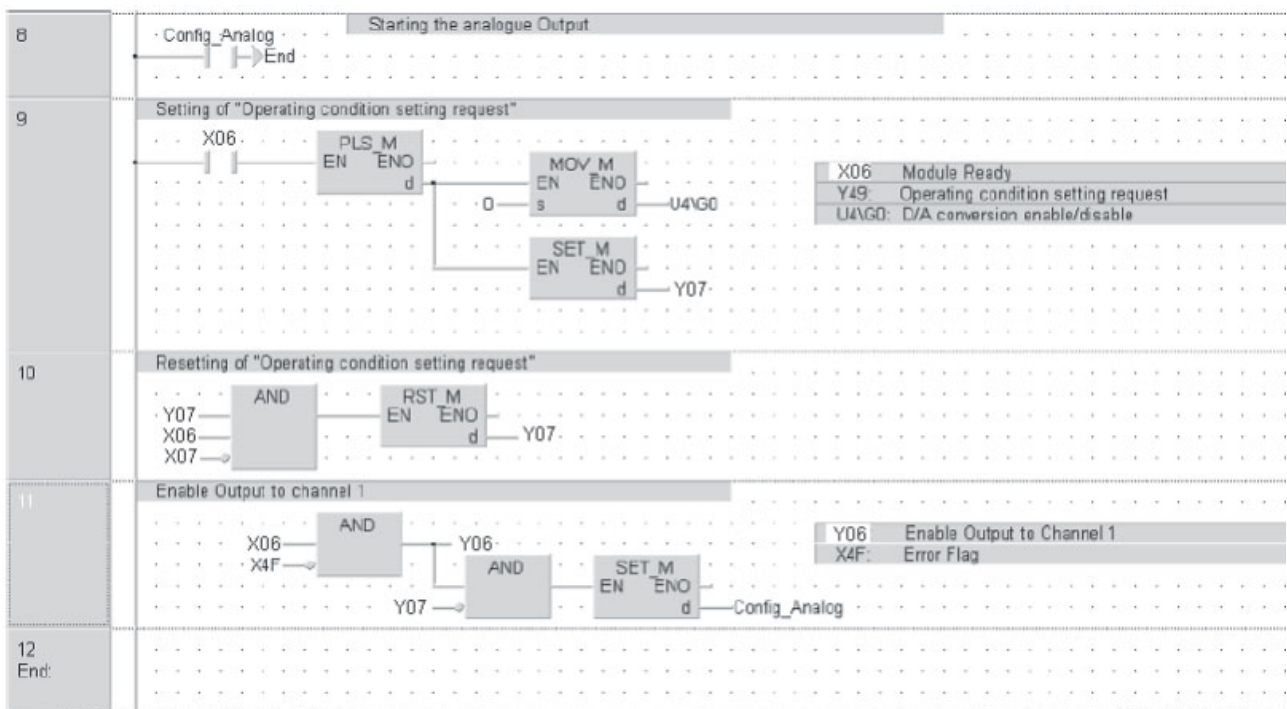 8
Starting the analogue Output
Config_Analog
End
9
Setting of "Operating condition setting request"
X06
PLS_M
EN ENO
d
MOV_M
EN ENO
0 s d U4\G0
SET_M
EN ENO
d Y07
X06 Module Ready
Y49: Operating condition setting request
U4\G0: D/A conversion enable/disable
10
Resetting of "Operating condition setting request"
AND
Y07
X06
X07
RST_M
EN ENO
d Y07
11
Enable Output to channel 1
AND
X06
X4F
Y06
AND
Y07
SET_M
EN ENO
d Config_Analog
Y06 Enable Output to Channel 1
X4F: Error Flag
12
End: